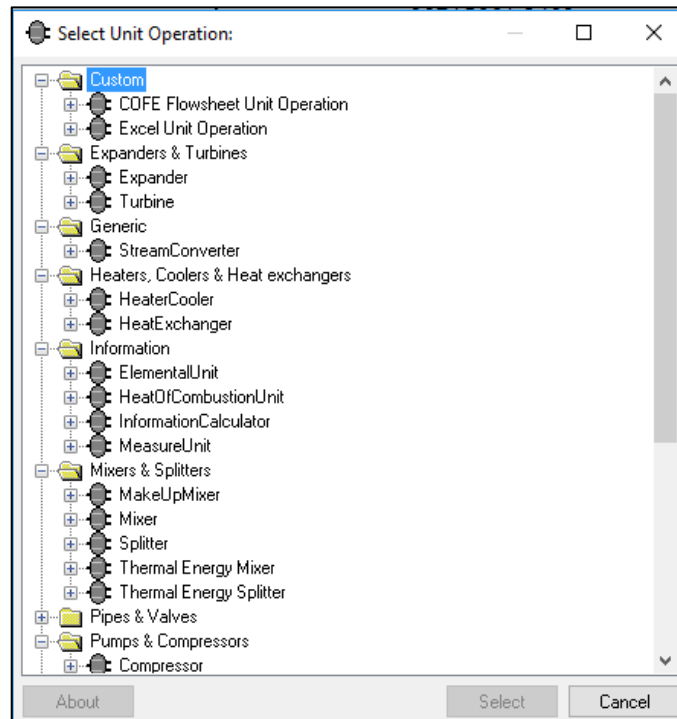 Select Unit Operation:
Custom
COFE Flowsheet Unit Operation
Excel Unit Operation
Expanders & Turbines
Expander
Turbine
Generic
StreamConverter
Heaters, Coolers & Heat exchangers
HeaterCooler
HeatExchanger
Information
ElementalUnit
HeatOfCombustionUnit
InformationCalculator
MeasureUnit
Mixers & Splitters
MakeUpMixer
Mixer
Splitter
Thermal Energy Mixer
Thermal Energy Splitter
Pipes & Valves
Pumps & Compressors
Compressor
About Select Cancel